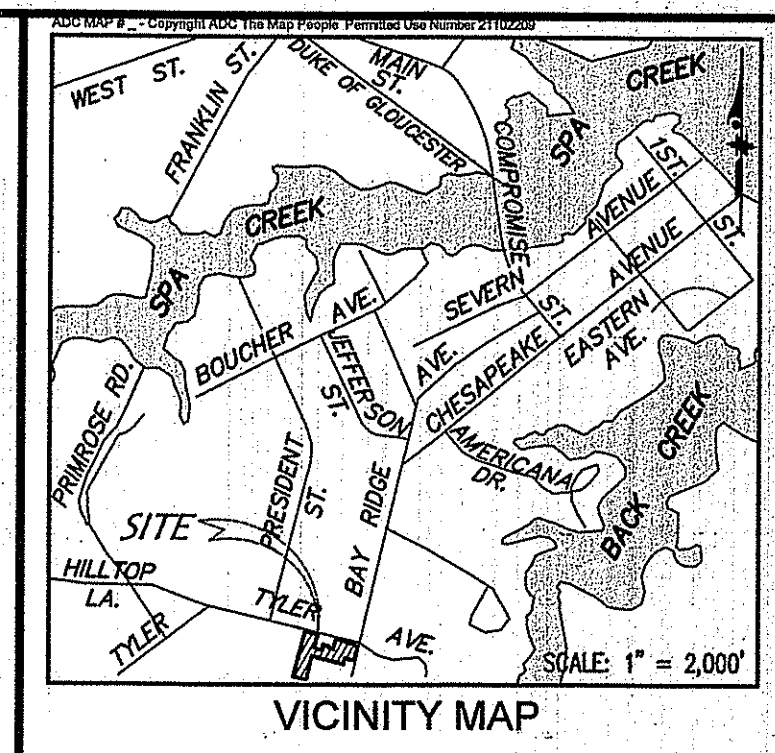 ADC MAP # _ - Copyright ADC The Map People Permitted Use Number 21102209
WEST ST.
FRANKLIN ST.
DUKE OF GLOUCESTER
MAIN
ST.
COMPROMISE
ST.
SPA
CREEK
1ST.
ST.
SPA
CREEK
SEVERN
AVENUE
CHESAPEAKE
AVENUE
EASTERN
AVE.
BOUCHER AVE.
JEFFERSON
ST.
AVE.
AMERICANA
DR.
BACK
CREEK
PRIMROSE RD.
PRESIDENT
ST.
BAY RIDGE
SITE
HILLTOP
LA.
TYLER
TYLER
AVE.
SCALE: 1" = 2,000'
VICINITY MAP